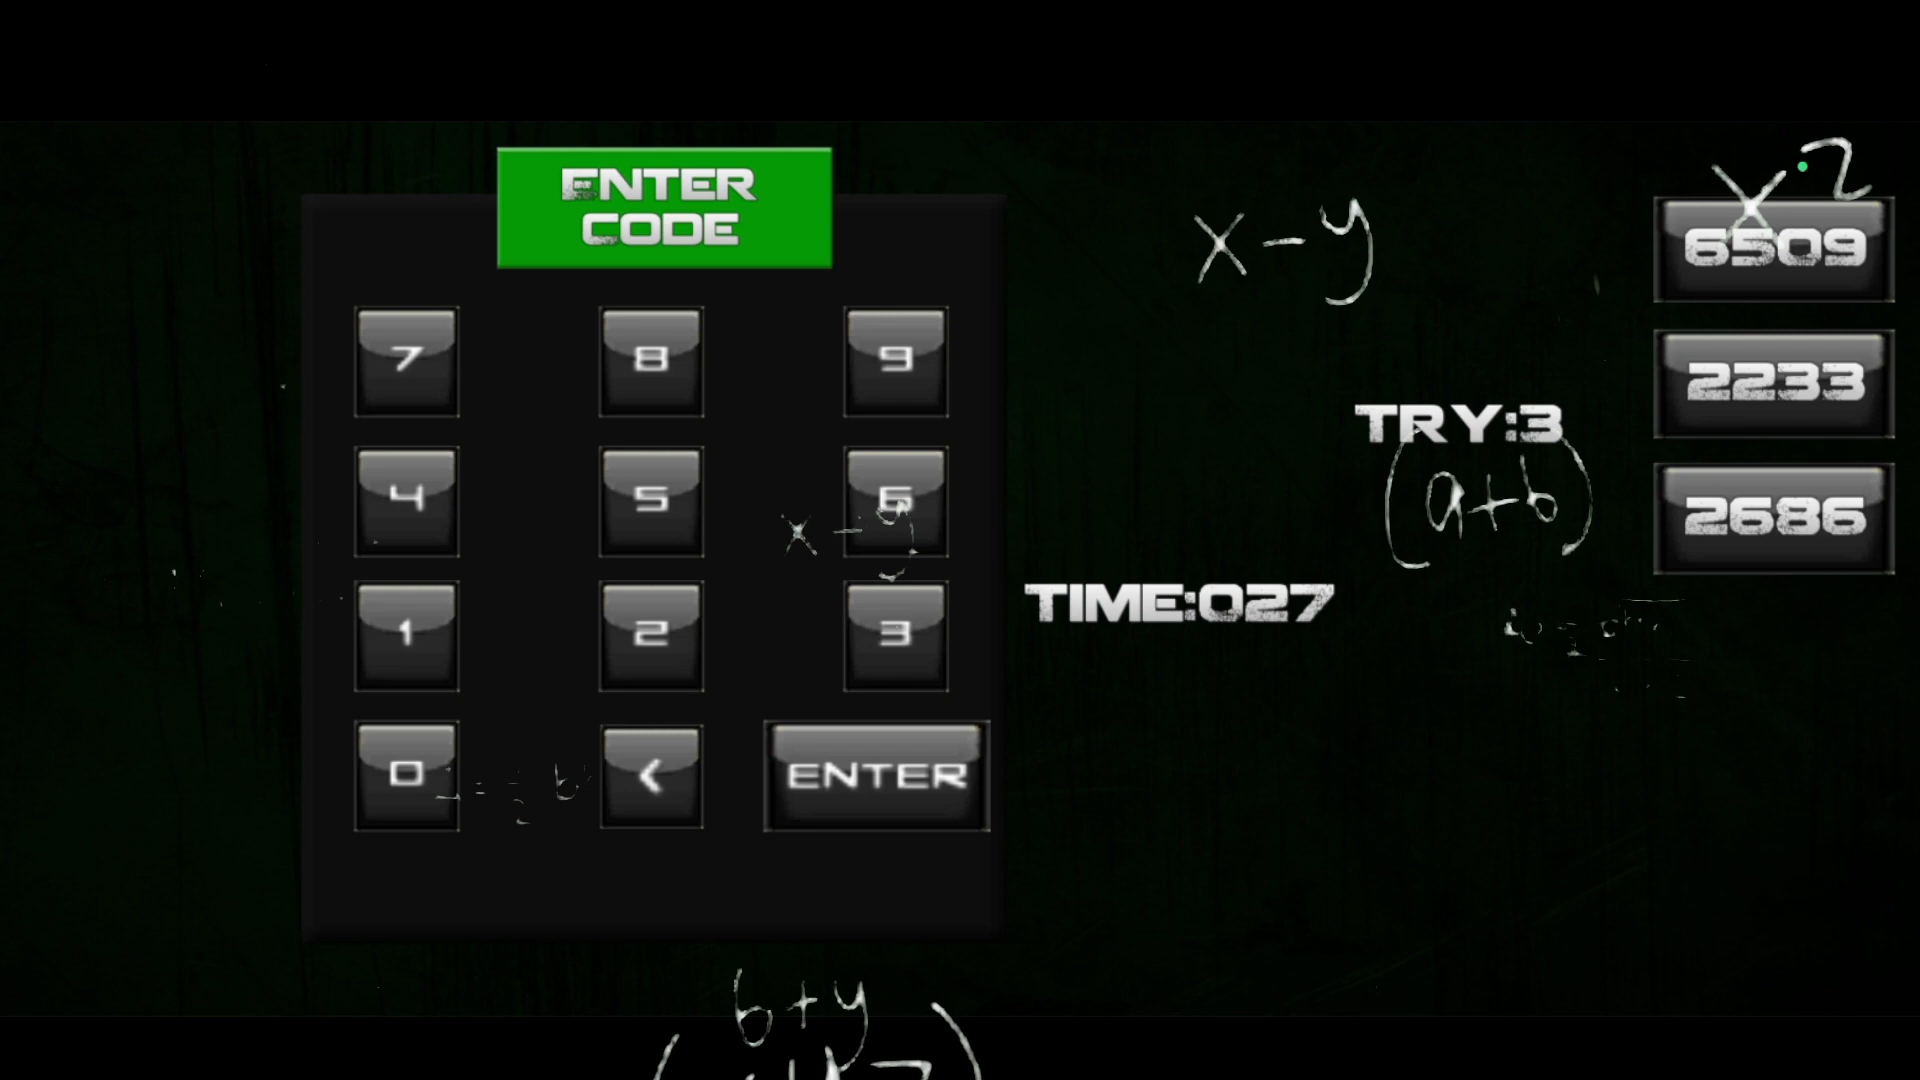 ENTER
CODE
x-y
x 2
6509
7 8 9
2233
TRY:3
4 5 6
(a+b)
2686
x-y
TIME:027
1 2 3
0 < ENTER
b
b+y